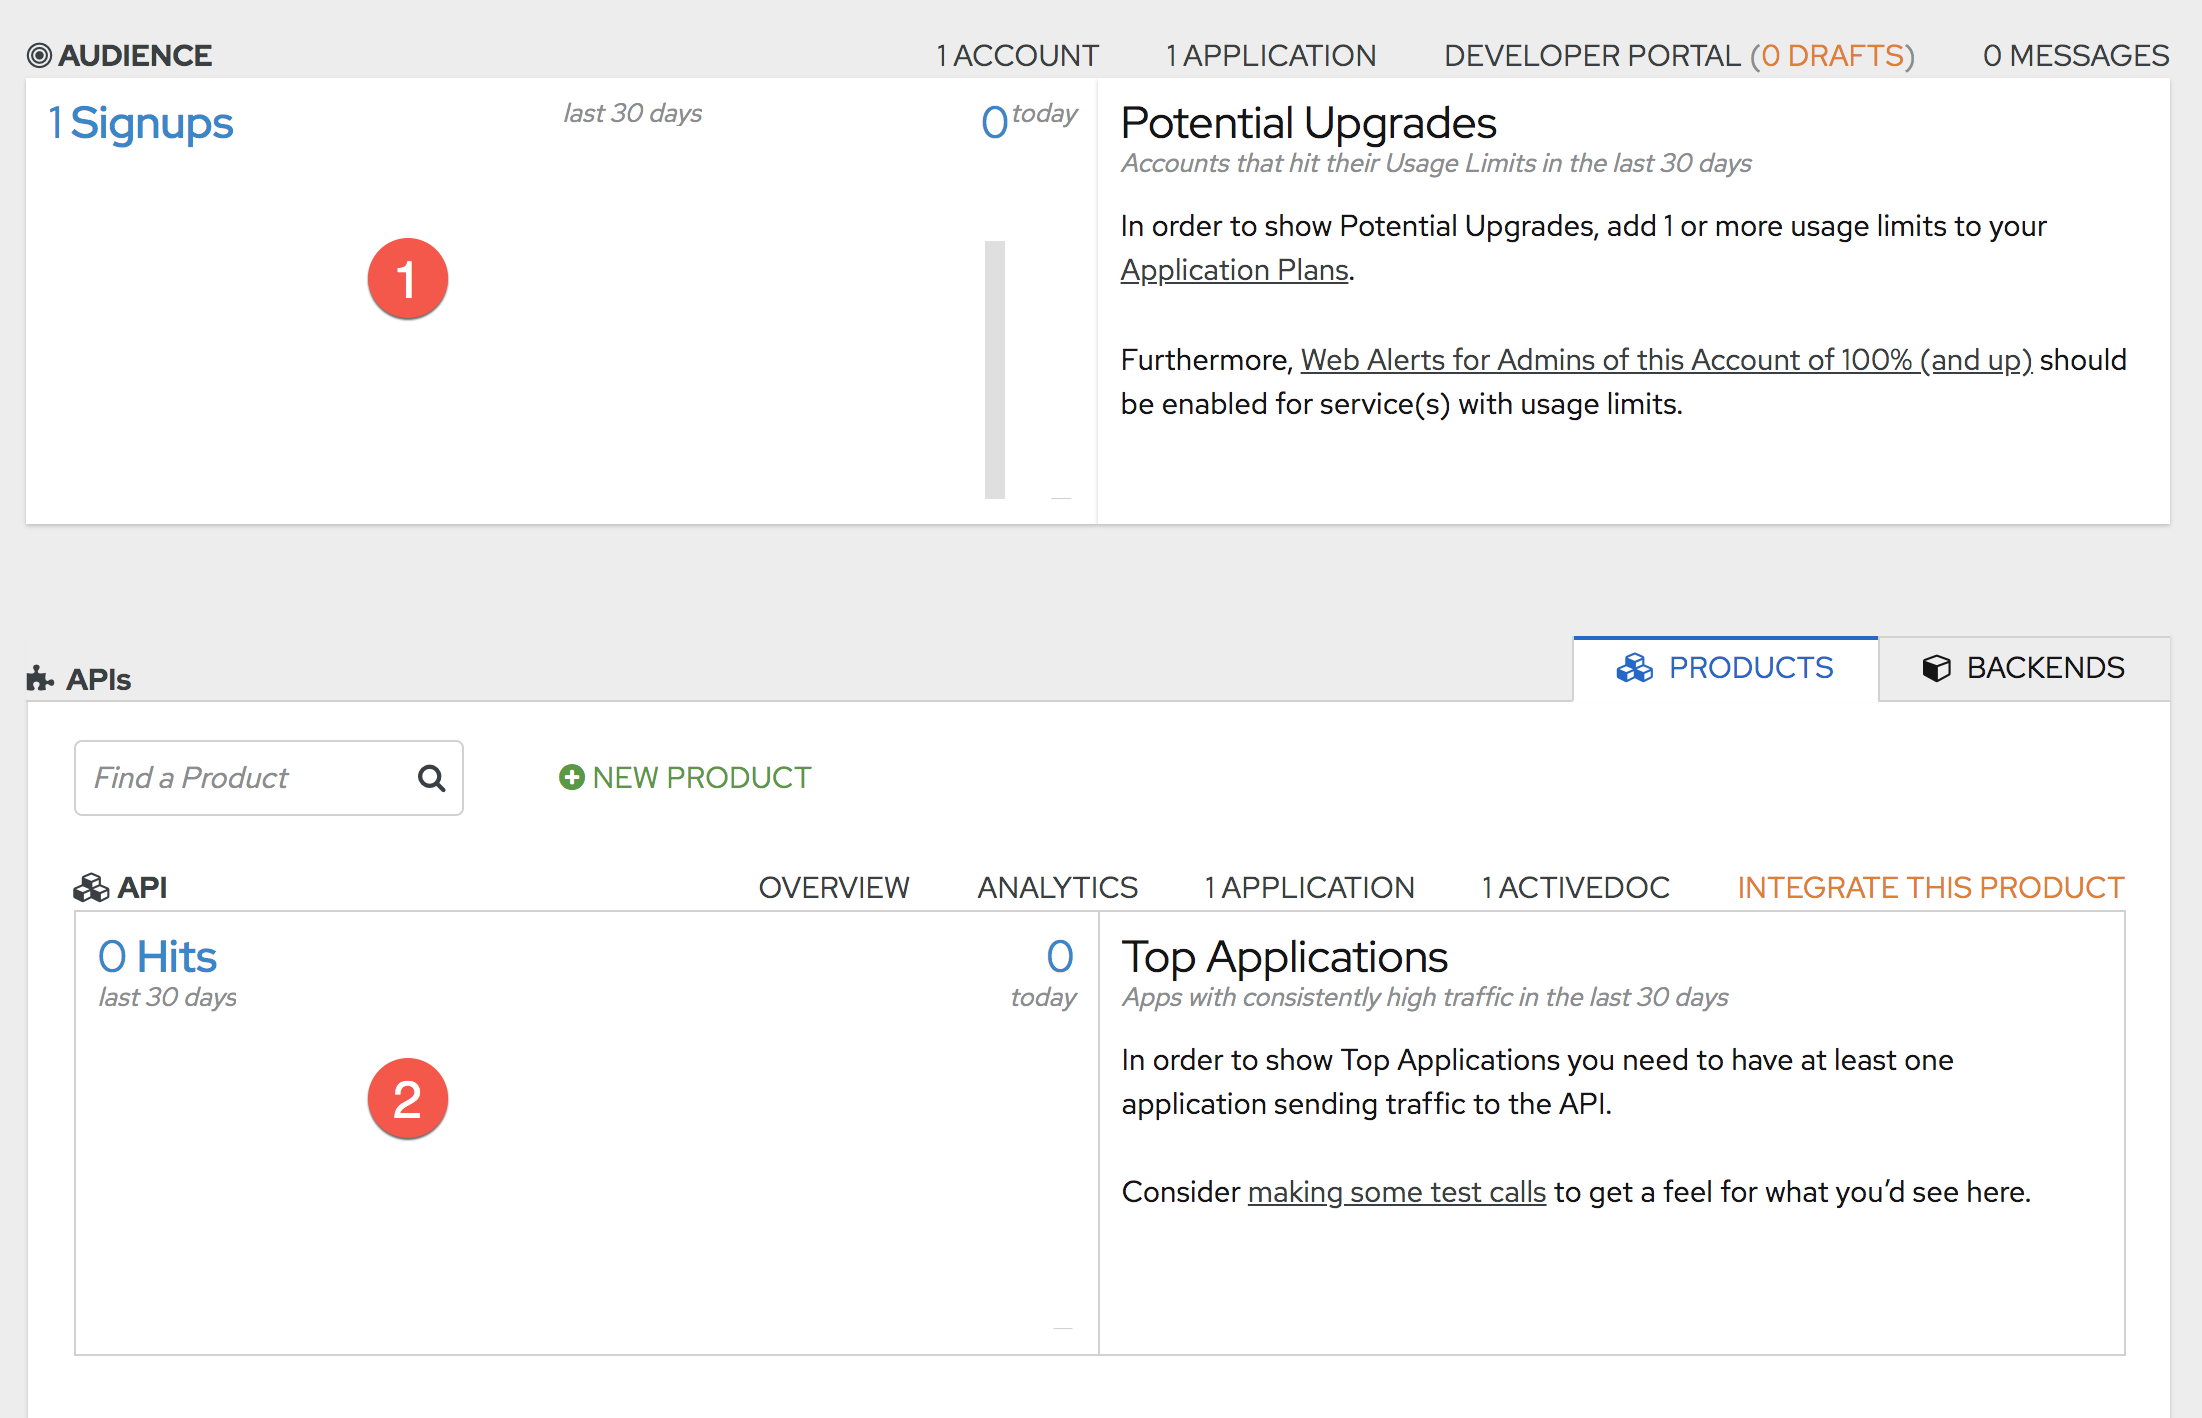 AUDIENCE
1 ACCOUNT
1 APPLICATION
DEVELOPER PORTAL (0 DRAFTS)
0 MESSAGES
1 Signups
last 30 days
0 today
1
Potential Upgrades
Accounts that hit their Usage Limits in the last 30 days
In order to show Potential Upgrades, add 1 or more usage limits to your
Application Plans.
Furthermore, Web Alerts for Admins of this Account of 100% (and up) should
be enabled for service(s) with usage limits.
APIs
PRODUCTS
BACKENDS
Find a Product
NEW PRODUCT
API
OVERVIEW
ANALYTICS
1 APPLICATION
1 ACTIVEDOC
INTEGRATE THIS PRODUCT
0 Hits
last 30 days
0
today
2
Top Applications
Apps with consistently high traffic in the last 30 days
In order to show Top Applications you need to have at least one
application sending traffic to the API.
Consider making some test calls to get a feel for what you’d see here.